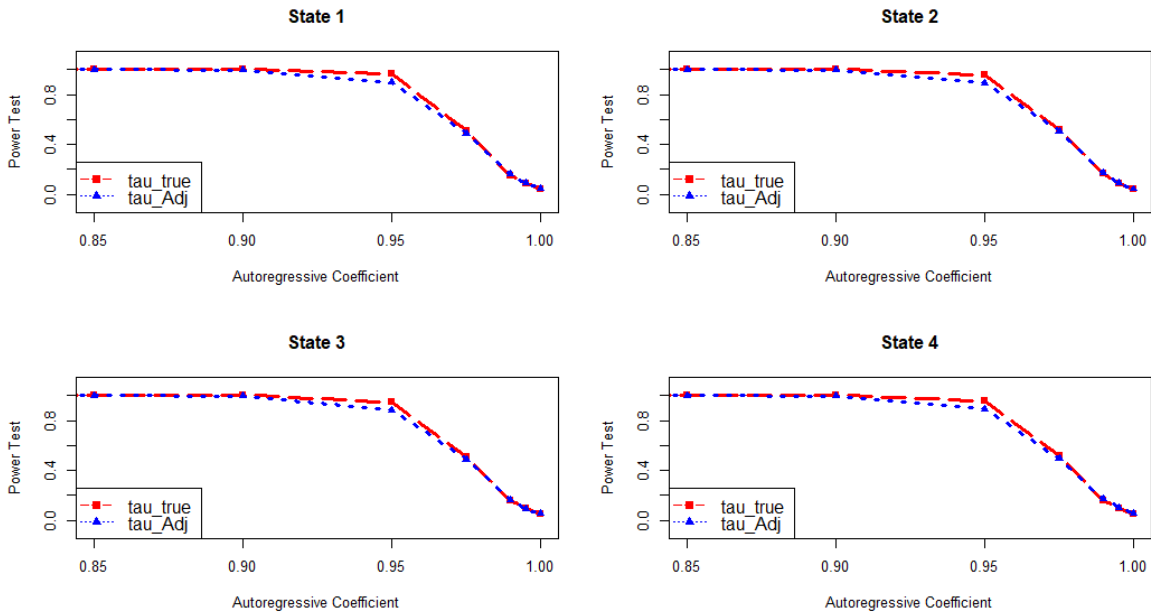 State 1
Power Test
0.8
0.4
0.0
tau_true
tau_Adj
0.85 0.90 0.95 1.00
Autoregressive Coefficient
State 2
Power Test
0.8
0.4
0.0
tau_true
tau_Adj
0.85 0.90 0.95 1.00
Autoregressive Coefficient
State 3
Power Test
0.8
0.4
0.0
tau_true
tau_Adj
0.85 0.90 0.95 1.00
Autoregressive Coefficient
State 4
Power Test
0.8
0.4
0.0
tau_true
tau_Adj
0.85 0.90 0.95 1.00
Autoregressive Coefficient